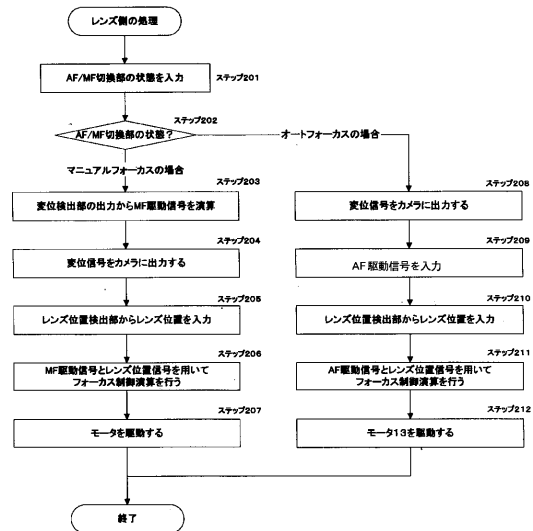 レンズ側の処理
AF/MF切換部の状態を入力
ステップ201
ステップ202
AF/MF切換部の状態?
オートフォーカスの場合
マニュアルフォーカスの場合
ステップ203
変位検出部の出力からMF駆動信号を演算
ステップ204
変位信号をカメラに出力する
ステップ205
レンズ位置検出部からレンズ位置を入力
ステップ206
MF駆動信号とレンズ位置信号を用いて
フォーカス制御演算を行う
ステップ207
モータを駆動する
ステップ208
変位信号をカメラに出力する
ステップ209
AF駆動信号を入力
ステップ210
レンズ位置検出部からレンズ位置を入力
ステップ211
AF駆動信号とレンズ位置信号を用いて
フォーカス制御演算を行う
ステップ212
モータ13を駆動する
終了